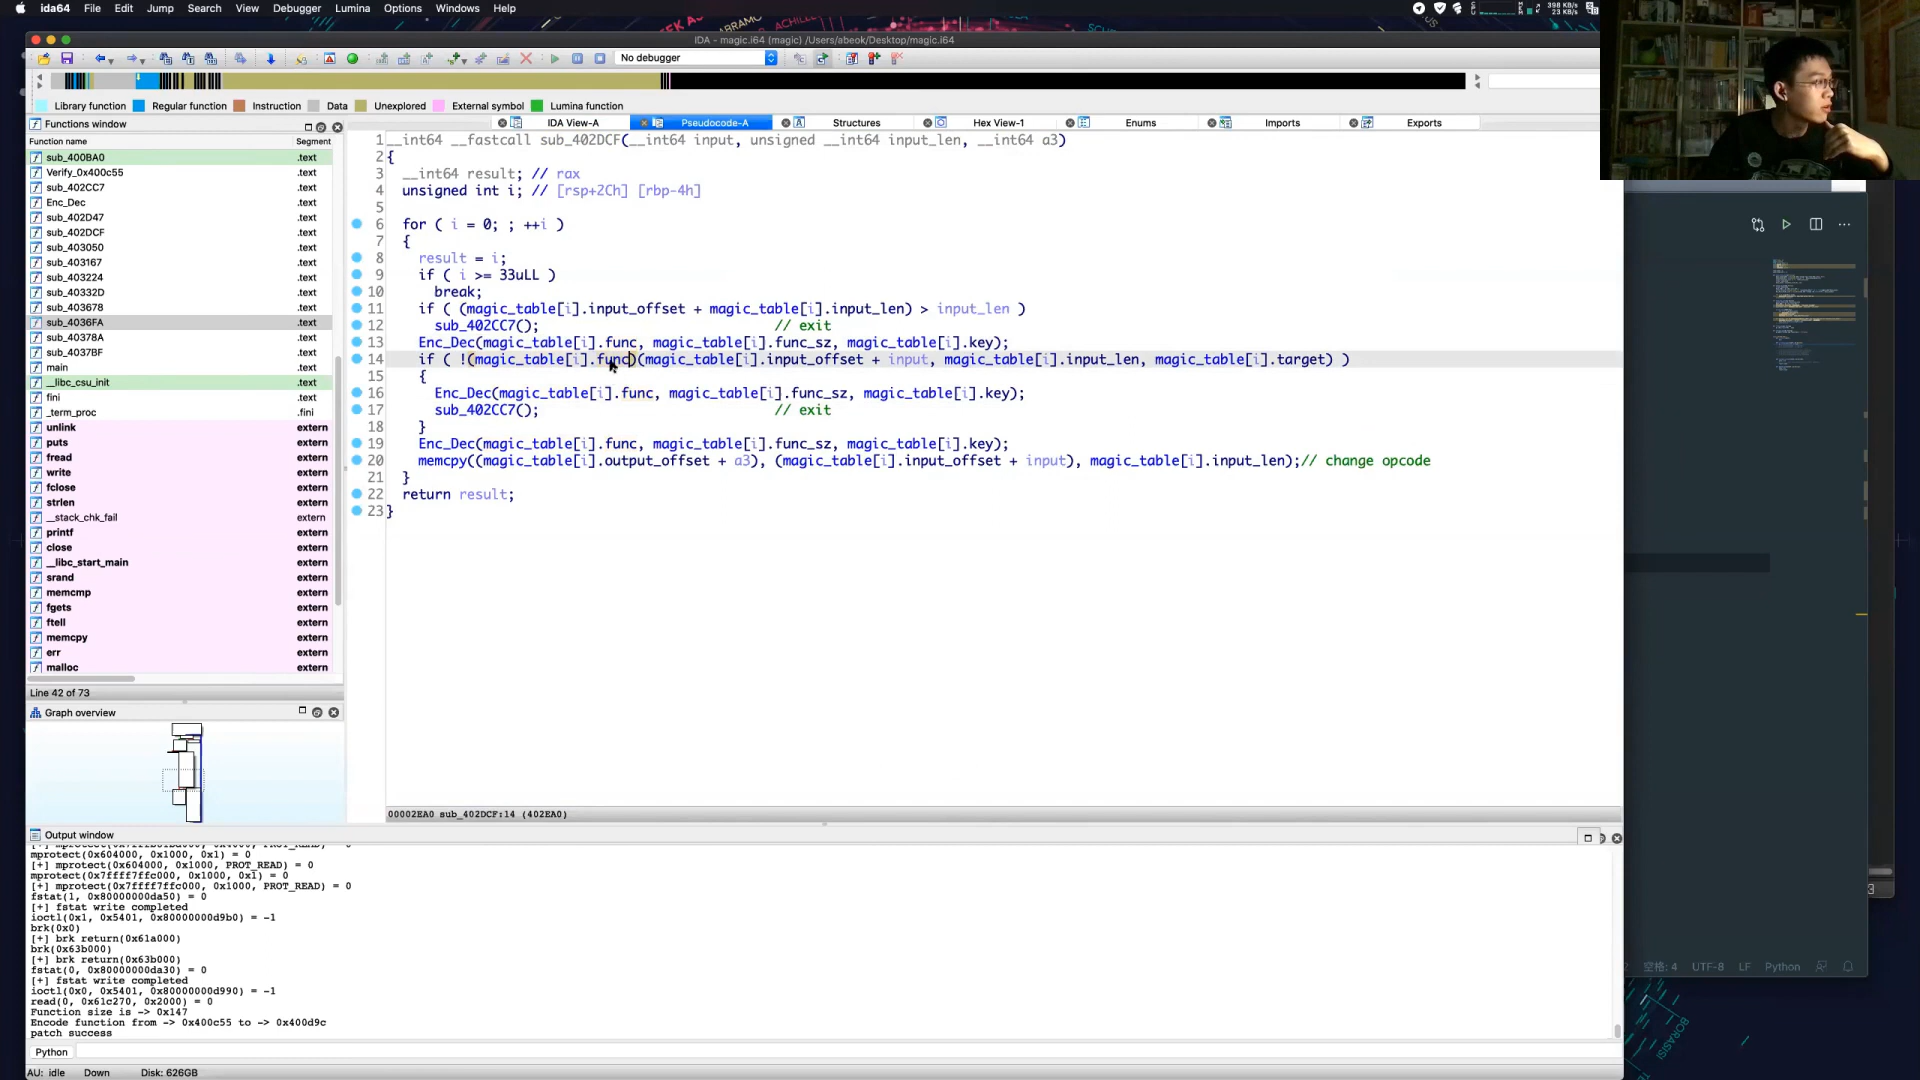 ida64 File Edit Jump Search View Debugger Lumina Options Windows Help
398 KB/s
23 KB/s
IDA - magic.i64 (magic) /Users/abeok/Desktop/magic.i64
No debugger
Library function Regular function Instruction Data Unexplored External symbol Lumina function
Functions window
Function name Segment
sub_400BA0 .text
Verify_0x400c55 .text
sub_402CC7 .text
Enc_Dec .text
sub_402D47 .text
sub_402DCF .text
sub_403050 .text
sub_403167 .text
sub_403224 .text
sub_40332D .text
sub_403678 .text
sub_4036FA .text
sub_40378A .text
sub_4037BF .text
main .text
__libc_csu_init .text
fini .text
_term_proc .fini
unlink extern
puts extern
fread extern
write extern
fclose extern
strlen extern
__stack_chk_fail extern
printf extern
close extern
__libc_start_main extern
srand extern
memcmp extern
fgets extern
ftell extern
memcpy extern
err extern
malloc extern
Line 42 of 73
Graph overview
IDA View-A Pseudocode-A Structures Hex View-1 Enums Imports Exports
1 __int64 __fastcall sub_402DCF(__int64 input, unsigned __int64 input_len, __int64 a3)
2 {
3 __int64 result; // rax
4 unsigned int i; // [rsp+2Ch] [rbp-4h]
5
6 for ( i = 0; ; ++i )
7 {
8 result = i;
9 if ( i >= 33uLL )
10 break;
11 if ( (magic_table[i].input_offset + magic_table[i].input_len) > input_len )
12 sub_402CC7(); // exit
13 Enc_Dec(magic_table[i].func, magic_table[i].func_sz, magic_table[i].key);
14 if ( !(magic_table[i].func)(magic_table[i].input_offset + input, magic_table[i].input_len, magic_table[i].target) )
15 {
16 Enc_Dec(magic_table[i].func, magic_table[i].func_sz, magic_table[i].key);
17 sub_402CC7(); // exit
18 }
19 Enc_Dec(magic_table[i].func, magic_table[i].func_sz, magic_table[i].key);
20 memcpy((magic_table[i].output_offset + a3), (magic_table[i].input_offset + input), magic_table[i].input_len);// change opcode
21 }
22 return result;
23 }
00002EA0 sub_402DCF:14 (402EA0)
Output window
mprotect(0x604000, 0x1000, 0x1) = 0
[+] mprotect(0x604000, 0x1000, PROT_READ) = 0
mprotect(0x7ffff7ffc000, 0x1000, 0x1) = 0
[+] mprotect(0x7ffff7ffc000, 0x1000, PROT_READ) = 0
fstat(1, 0x80000000da50) = 0
[+] fstat write completed
ioctl(0x1, 0x5401, 0x80000000d9b0) = -1
brk(0x0)
[+] brk return(0x61a000)
brk(0x63b000)
[+] brk return(0x63b000)
fstat(0, 0x80000000da30) = 0
[+] fstat write completed
ioctl(0x0, 0x5401, 0x80000000d990) = -1
read(0, 0x61c270, 0x2000) = 0
Function size is -> 0x147
Encode function from -> 0x400c55 to -> 0x400d9c
patch success
Python
AU: idle Down Disk: 626GB
空格: 4 UTF-8 LF Python
BORASISI